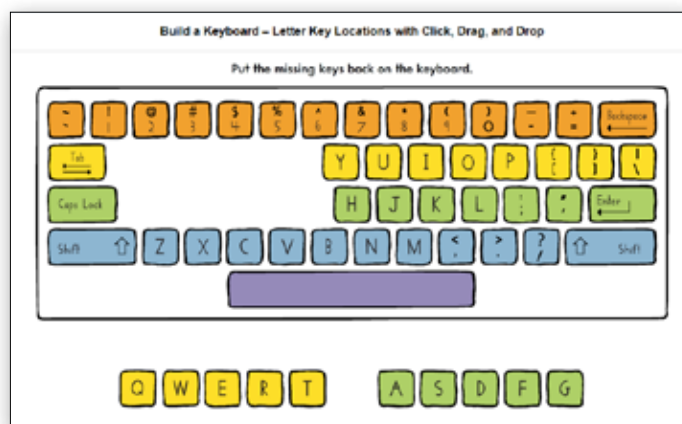 Build a Keyboard – Letter Key Locations with Click, Drag, and Drop
Put the missing keys back on the keyboard.
~ ! @ # $ % ^ & * ( ) — + Backspace
` 1 2 3 4 5 6 7 8 9 0 - =
Tab Y U I O P { } |
[ ] \
Caps Lock H J K L : " Enter
; '
Shift Z X C V B N M < > ? Shift
, . /
Q W E R T A S D F G